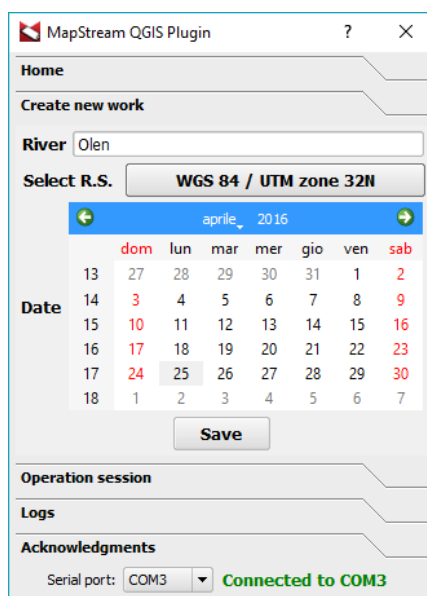 MapStream QGIS Plugin ? X
Home
Create new work
River Olen
Select R.S. WGS 84 / UTM zone 32N
aprile 2016
dom lun mar mer gio ven sab
13 27 28 29 30 31 1 2
14 3 4 5 6 7 8 9
Date
15 10 11 12 13 14 15 16
16 17 18 19 20 21 22 23
17 24 25 26 27 28 29 30
18 1 2 3 4 5 6 7
Save
Operation session
Logs
Acknowledgments
Serial port: COM3 Connected to COM3